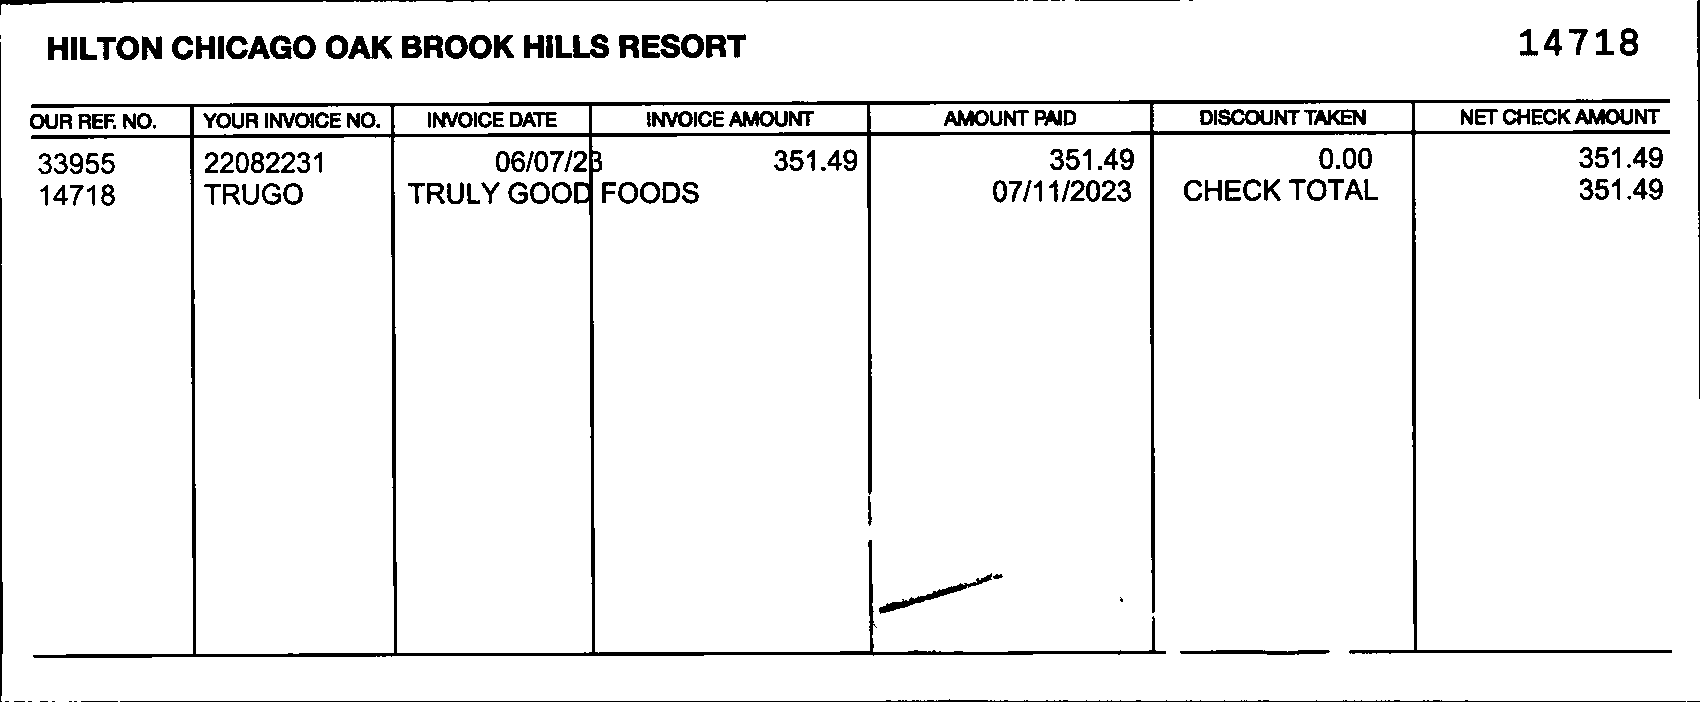 HILTON CHICAGO OAK BROOK HILLS RESORT 14718
OUR REF. NO. YOUR INVOICE NO. INVOICE DATE INVOICE AMOUNT AMOUNT PAID DISCOUNT TAKEN NET CHECK AMOUNT
33955 22082231 06/07/23 351.49 351.49 0.00 351.49
14718 TRUGO TRULY GOOD FOODS 07/11/2023 CHECK TOTAL 351.49